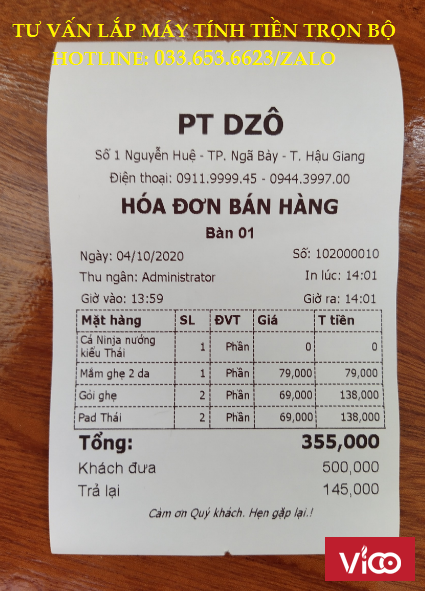 TƯ VẤN LẮP MÁY TÍNH TIỀN TRỌN BỘ
HOTLINE: 033.653.6623/ZALO
PT DZÔ
Số 1 Nguyễn Huệ - TP. Ngã Bảy - T. Hậu Giang
Điện thoại: 0911.9999.45 - 0944.3997.00
HÓA ĐƠN BÁN HÀNG
Bàn 01
Ngày: 04/10/2020 Số: 102000010
Thu ngân: Administrator In lúc: 14:01
Giờ vào: 13:59 Giờ ra: 14:01
Mặt hàng SL ĐVT Giá T tiền
Cá Ninja nướng kiểu Thái 1 Phần 0 0
Mắm ghẹ 2 da 1 Phần 79,000 79,000
Gỏi ghẹ 2 Phần 69,000 138,000
Pad Thái 2 Phần 69,000 138,000
Tổng: 355,000
Khách đưa 500,000
Trả lại 145,000
Cảm ơn Quý khách. Hẹn gặp lại.!
Vicoo